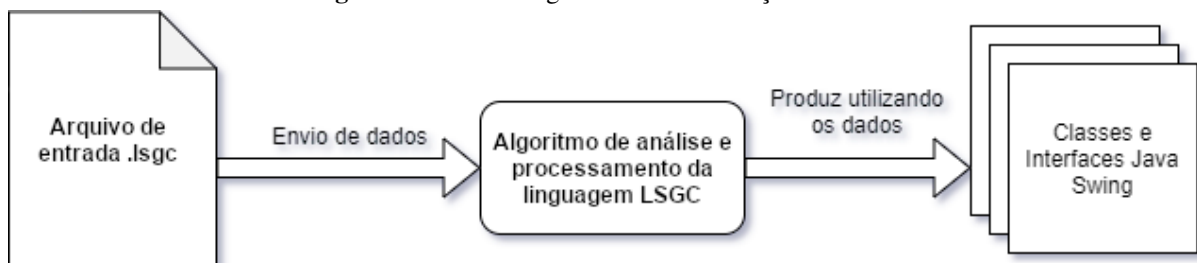 Arquivo de
entrada .lsgc
Envio de dados
Algoritmo de análise e
processamento da
linguagem LSGC
Produz utilizando
os dados
Classes e
Interfaces Java
Swing